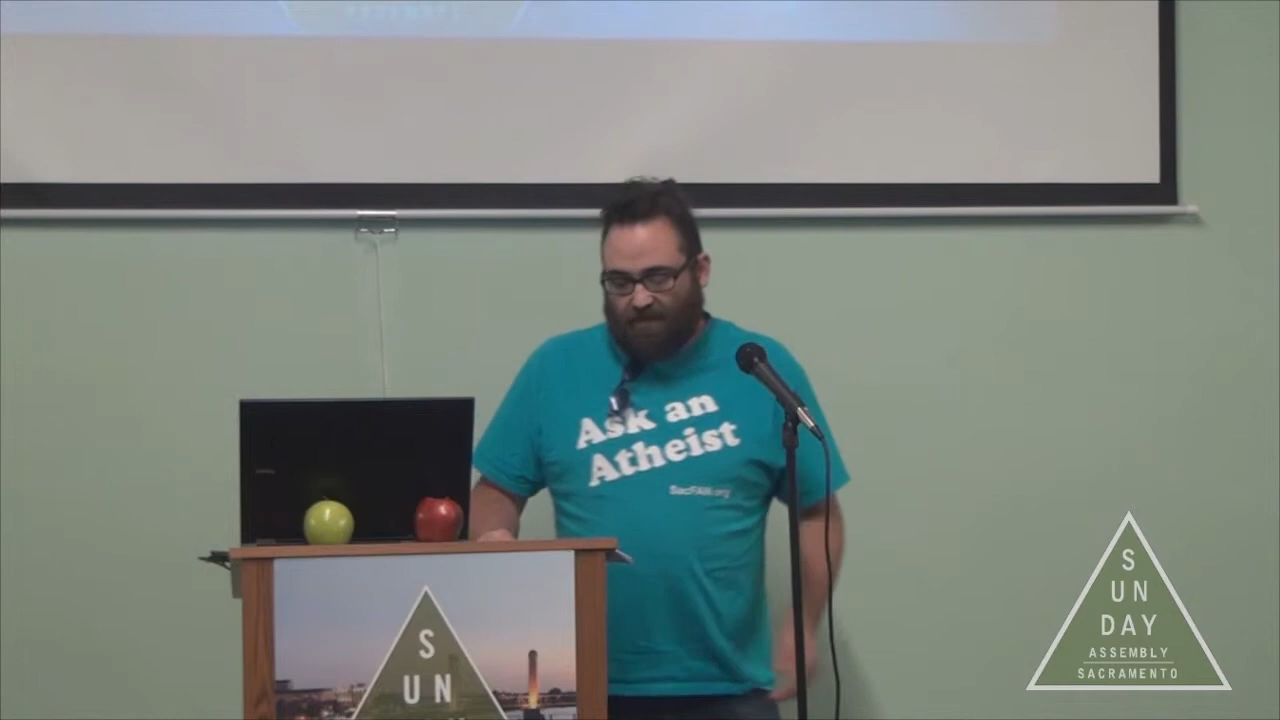 Ask an
Atheist
SacFAN.org
S
UN
S
UN
DAY
ASSEMBLY
SACRAMENTO